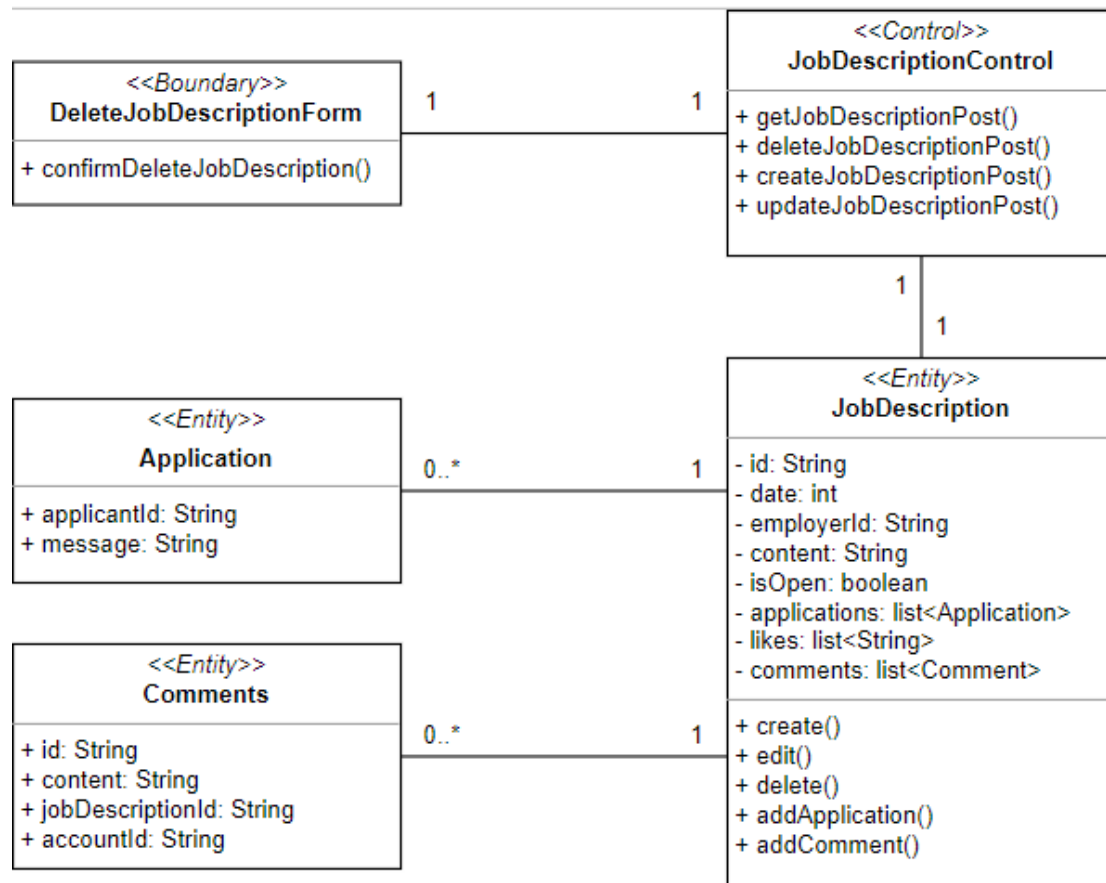 <<Boundary>>
DeleteJobDescriptionForm
+ confirmDeleteJobDescription()
1
1
<<Control>>
JobDescriptionControl
+ getJobDescriptionPost()
+ deleteJobDescriptionPost()
+ createJobDescriptionPost()
+ updateJobDescriptionPost()
1
1
<<Entity>>
Application
+ applicantId: String
+ message: String
0..*
1
<<Entity>>
JobDescription
- id: String
- date: int
- employerId: String
- content: String
- isOpen: boolean
- applications: list<Application>
- likes: list<String>
- comments: list<Comment>
+ create()
+ edit()
+ delete()
+ addApplication()
+ addComment()
<<Entity>>
Comments
+ id: String
+ content: String
+ jobDescriptionId: String
+ accountId: String
0..*
1